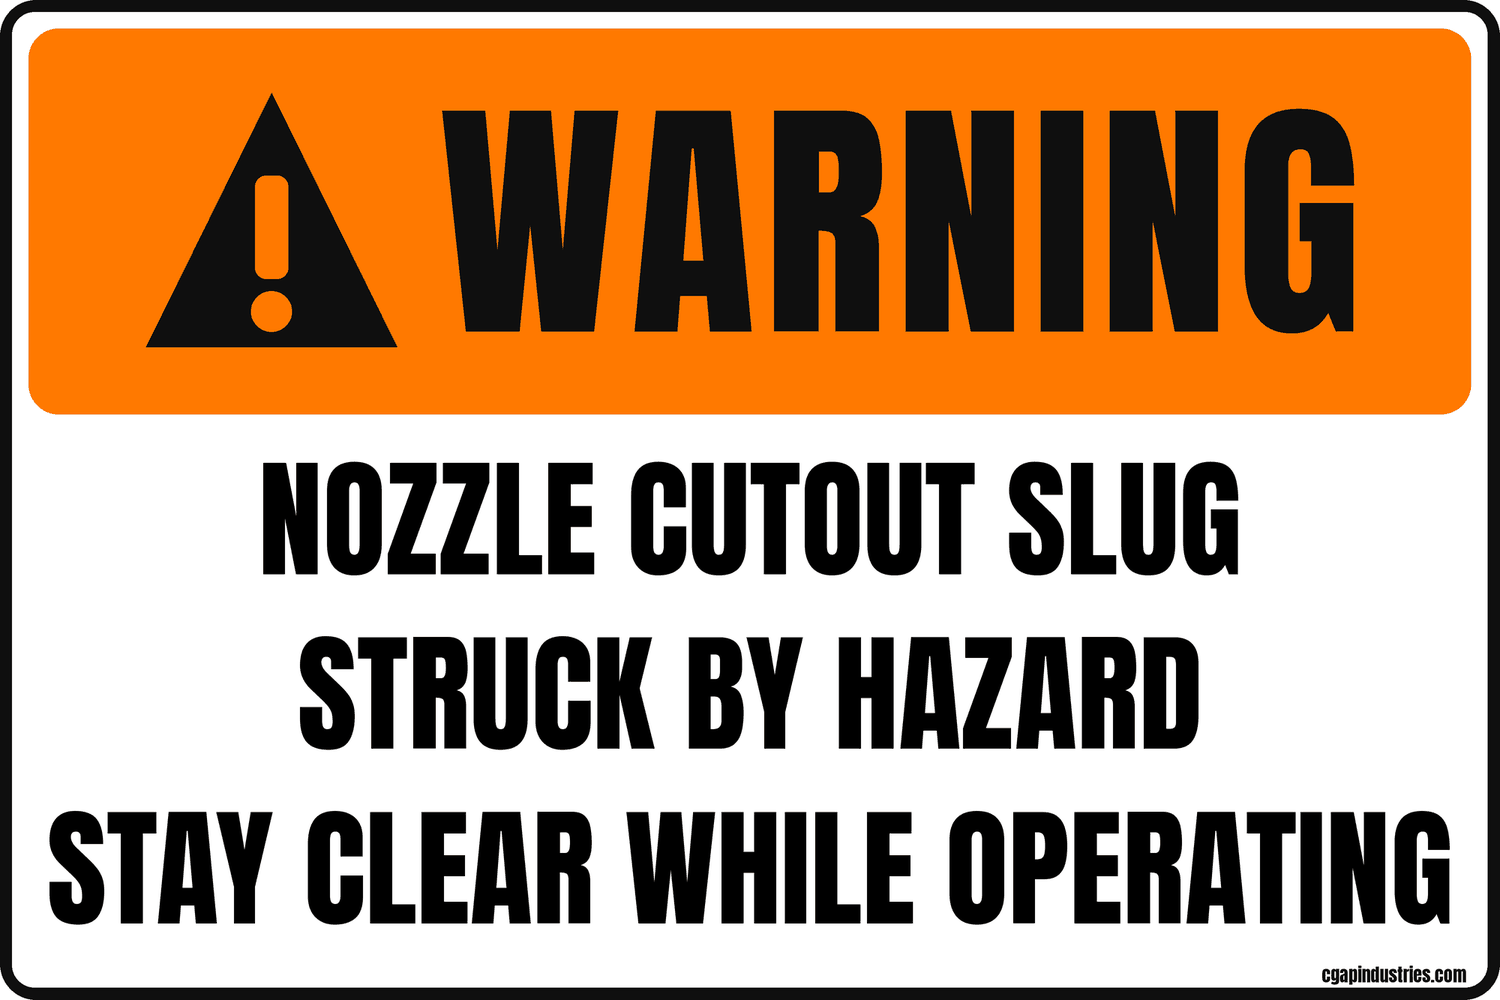 WARNING
NOZZLE CUTOUT SLUG
STRUCK BY HAZARD
STAY CLEAR WHILE OPERATING
cgapindustries.com